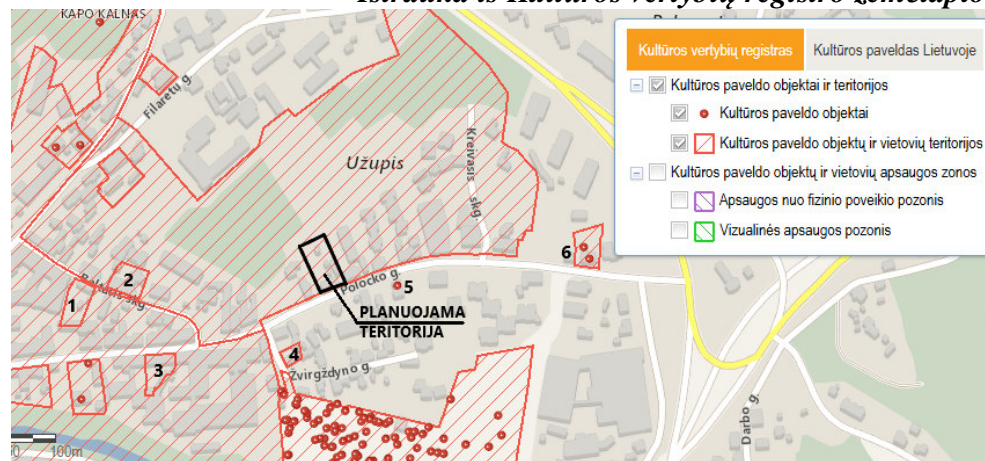 Ištrauka iš Kultūros vertybių registro žemėlapio
KAPO KALNAS
Kultūros vertybių registras
Kultūros paveldas Lietuvoje
Kultūros paveldo objektai ir teritorijos
Kultūros paveldo objektai
Kultūros paveldo objektų ir vietovių teritorijos
Kultūros paveldo objektų ir vietovių apsaugos zonos
Apsaugos nuo fizinio poveikio pozonis
Vizualinės apsaugos pozonis
Filaretų g.
Užupis
Kreivasis skg.
6
2
Baltasis skg.
1
Polocko g.
5
PLANUOJAMA
TERITORIJA
4
3
Žvirgždyno g.
Darbo g.
100m